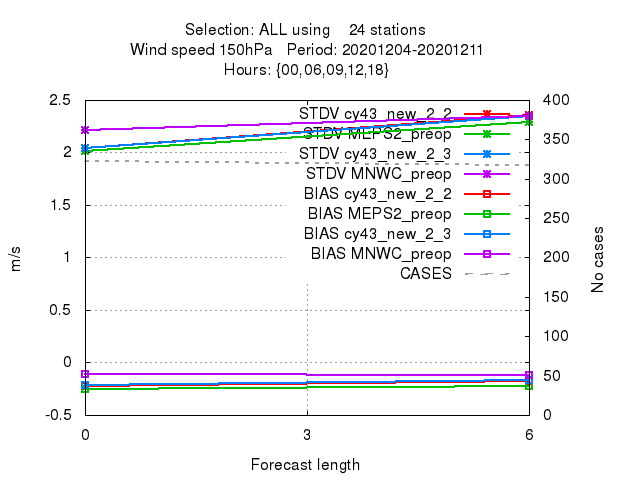 Selection: ALL using 24 stations
Wind speed 150hPa Period: 20201204-20201211
Hours: {00,06,09,12,18}
2.5
2
1.5
1
0.5
0
-0.5
m/s
400
350
300
250
200
150
100
50
0
No cases
STDV cy43_new_2_2
STDV MEPS2_preop
STDV cy43_new_2_3
STDV MNWC_preop
BIAS cy43_new_2_2
BIAS MEPS2_preop
BIAS cy43_new_2_3
BIAS MNWC_preop
CASES
0 3 6
Forecast length